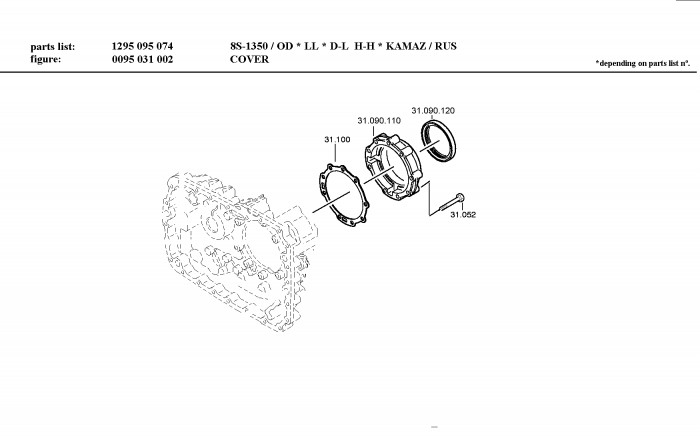 parts list: 1295 095 074 8S-1350 / OD * LL * D-L H-H * KAMAZ / RUS
figure: 0095 031 002 COVER *depending on parts list nº.
31.090.120
31.090.110
31.100
31.052